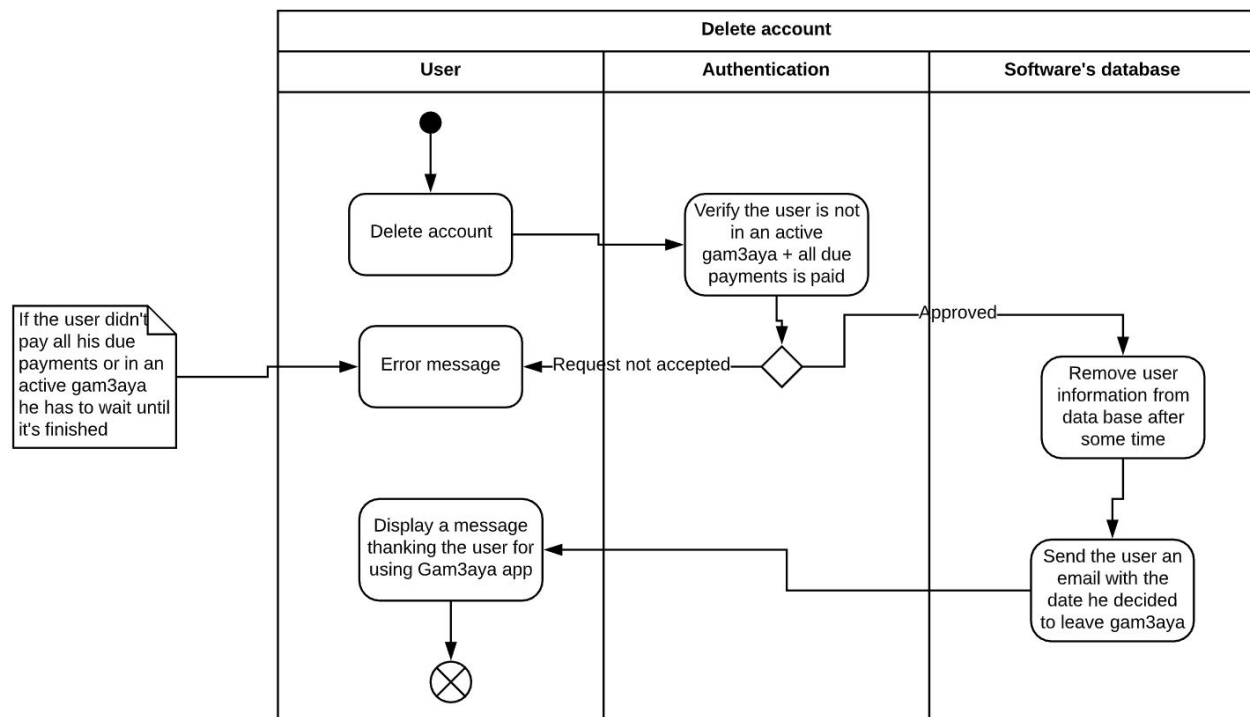 Delete account
User
Authentication
Software's database
Delete account
Verify the user is not
in an active
gam3aya + all due
payments is paid
If the user didn't
pay all his due
payments or in an
active gam3aya
he has to wait until
it's finished
Error message
Request not accepted
Approved
Remove user
information from
data base after
some time
Display a message
thanking the user for
using Gam3aya app
Send the user an
email with the
date he decided
to leave gam3aya